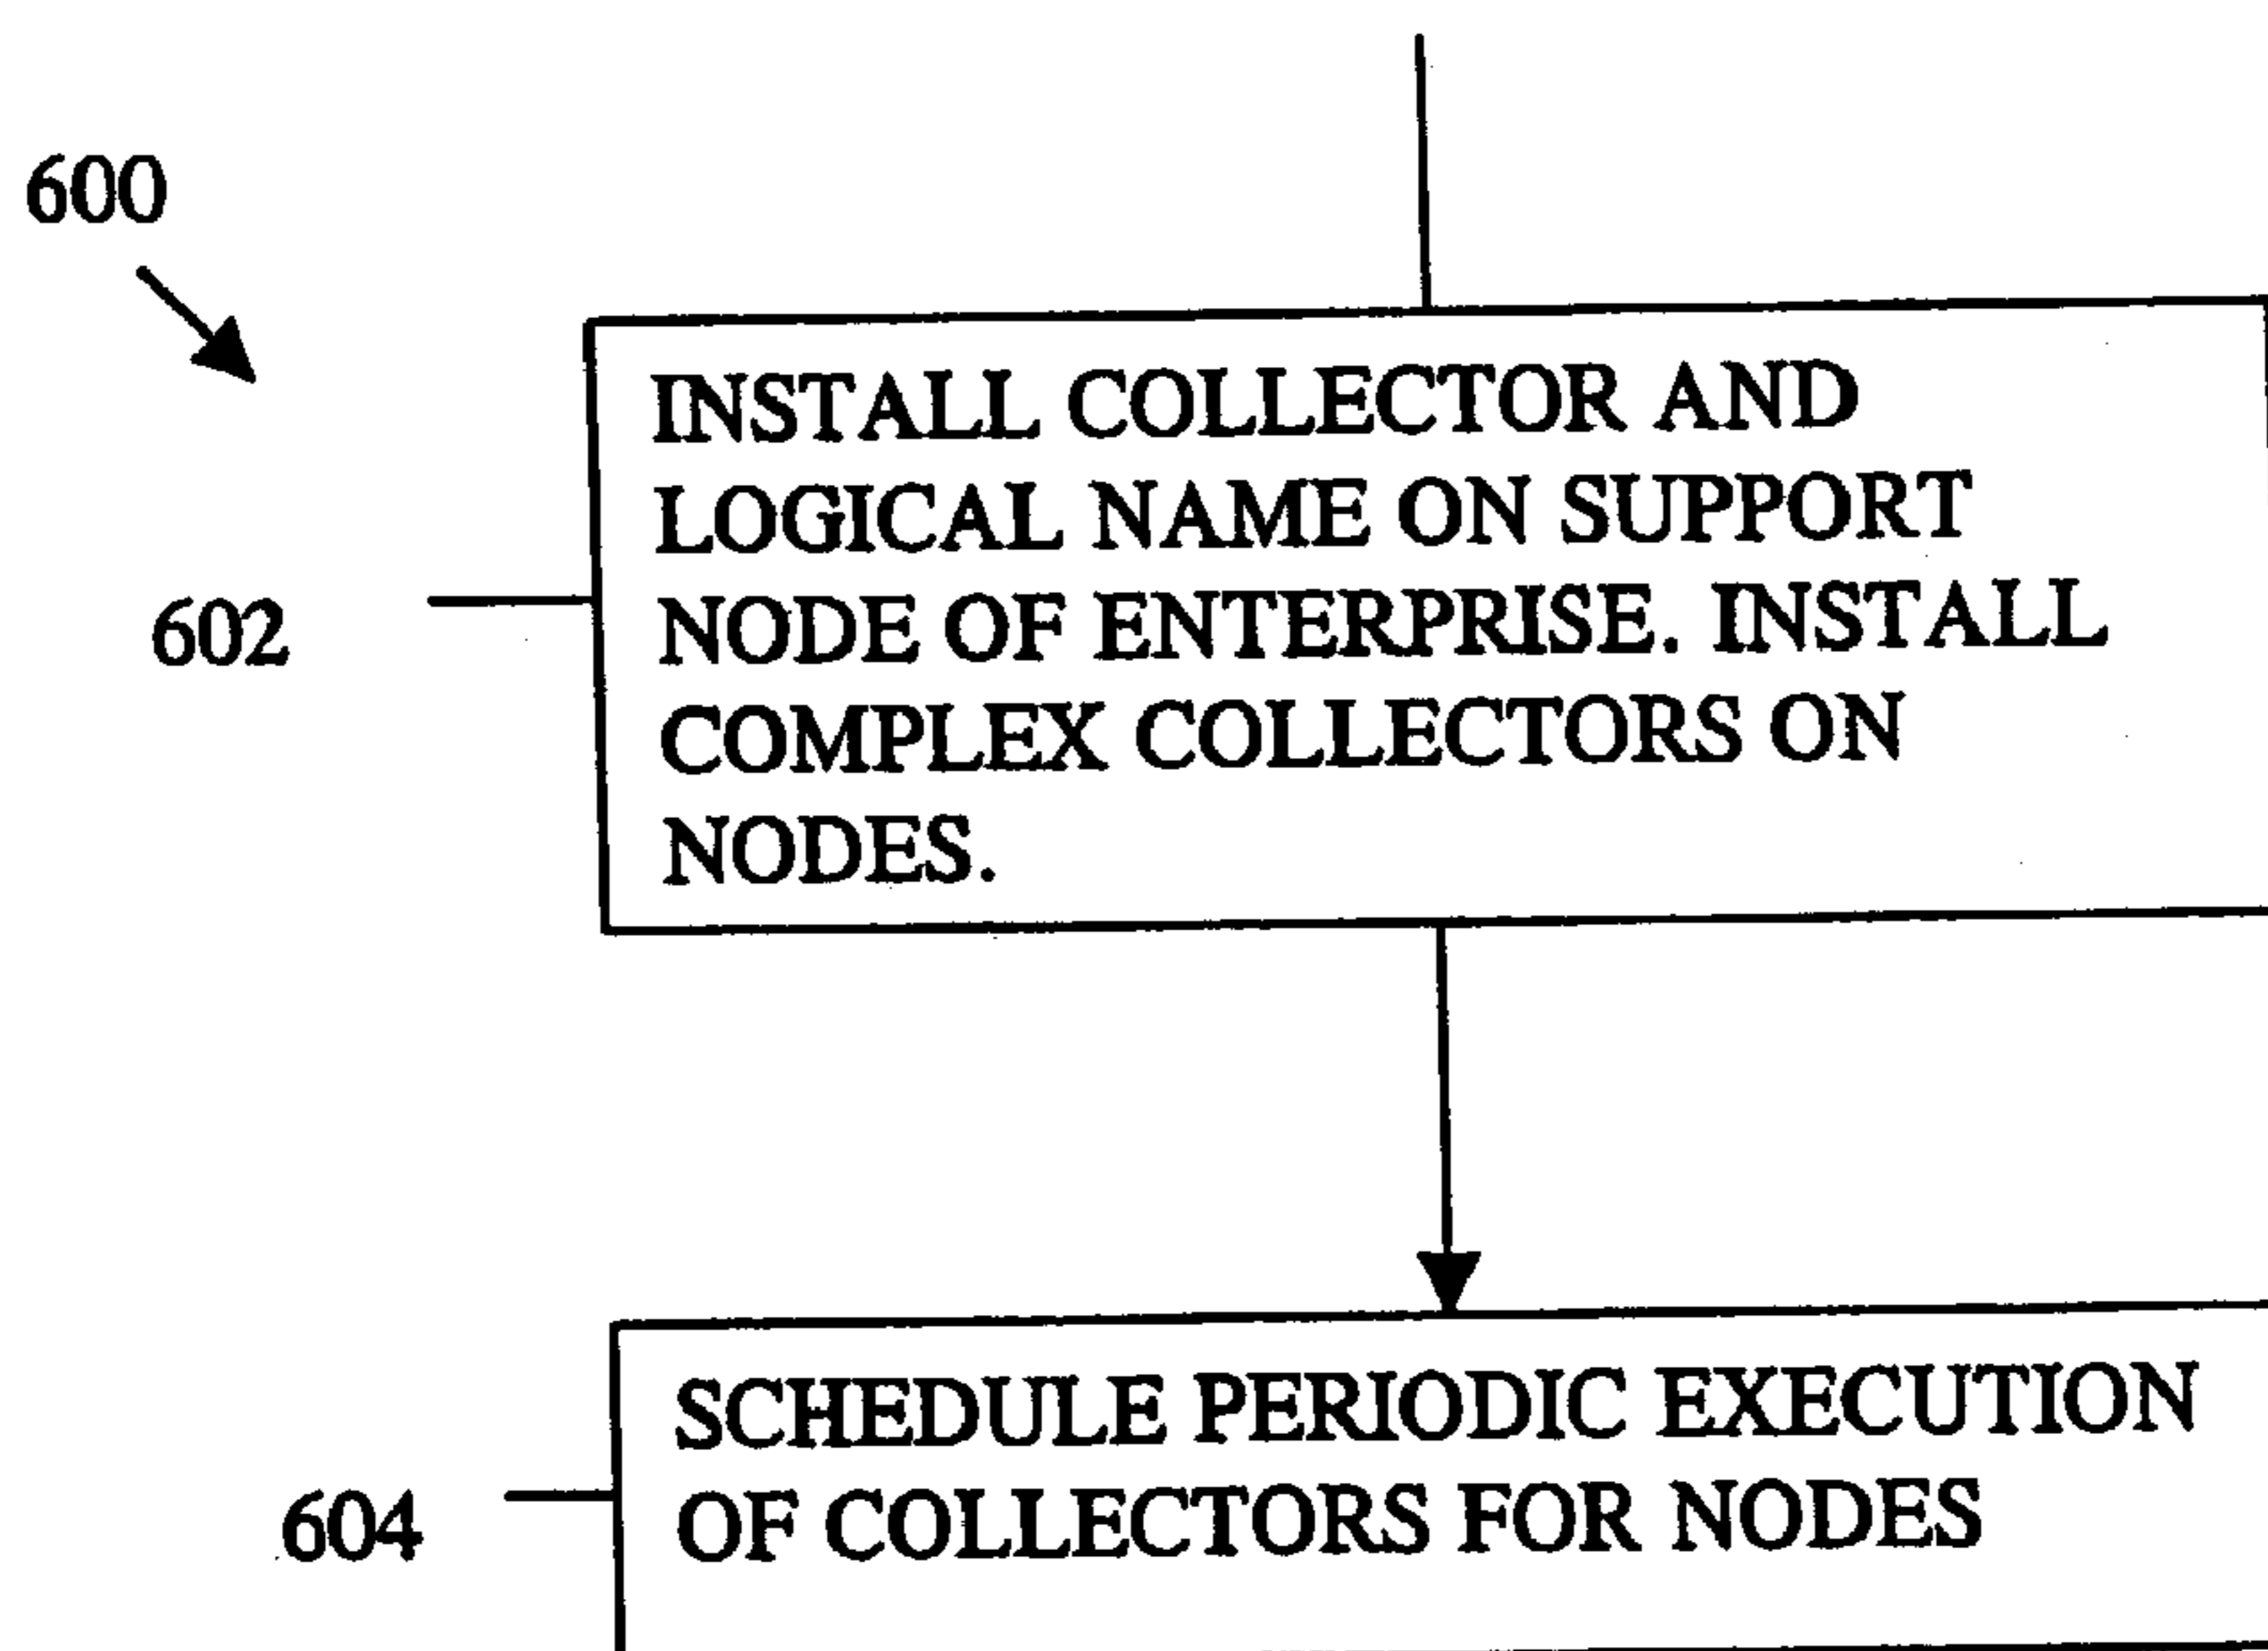 600
INSTALL COLLECTOR AND
LOGICAL NAME ON SUPPORT
NODE OF ENTERPRISE. INSTALL
COMPLEX COLLECTORS ON
NODES.
602
SCHEDULE PERIODIC EXECUTION
OF COLLECTORS FOR NODES
604